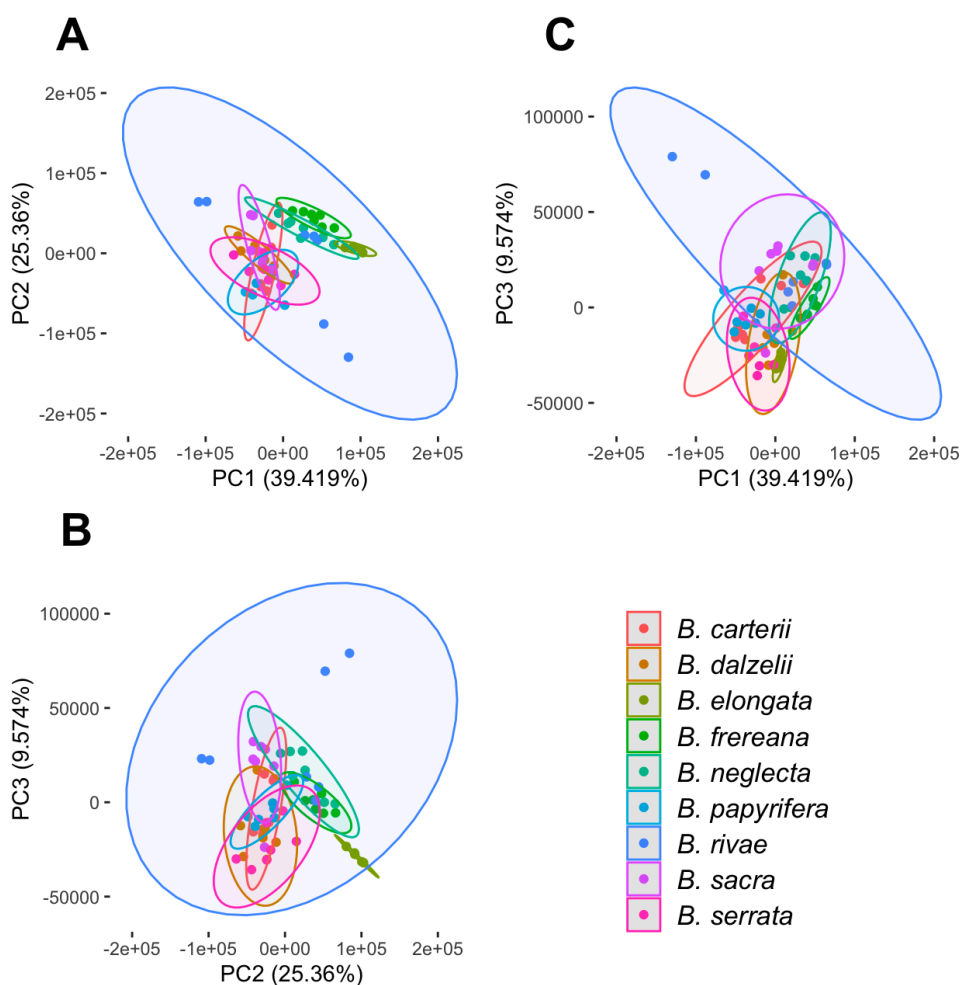 A
2e+05
1e+05
0e+00
-1e+05
-2e+05
PC2 (25.36%)
-2e+05 -1e+05 0e+00 1e+05 2e+05
PC1 (39.419%)
C
100000
50000
0
-50000
PC3 (9.574%)
-2e+05 -1e+05 0e+00 1e+05 2e+05
PC1 (39.419%)
B
100000
50000
0
-50000
PC3 (9.574%)
-2e+05 -1e+05 0e+00 1e+05 2e+05
PC2 (25.36%)
B. carterii
B. dalzelii
B. elongata
B. frereana
B. neglecta
B. papyrifera
B. rivae
B. sacra
B. serrata